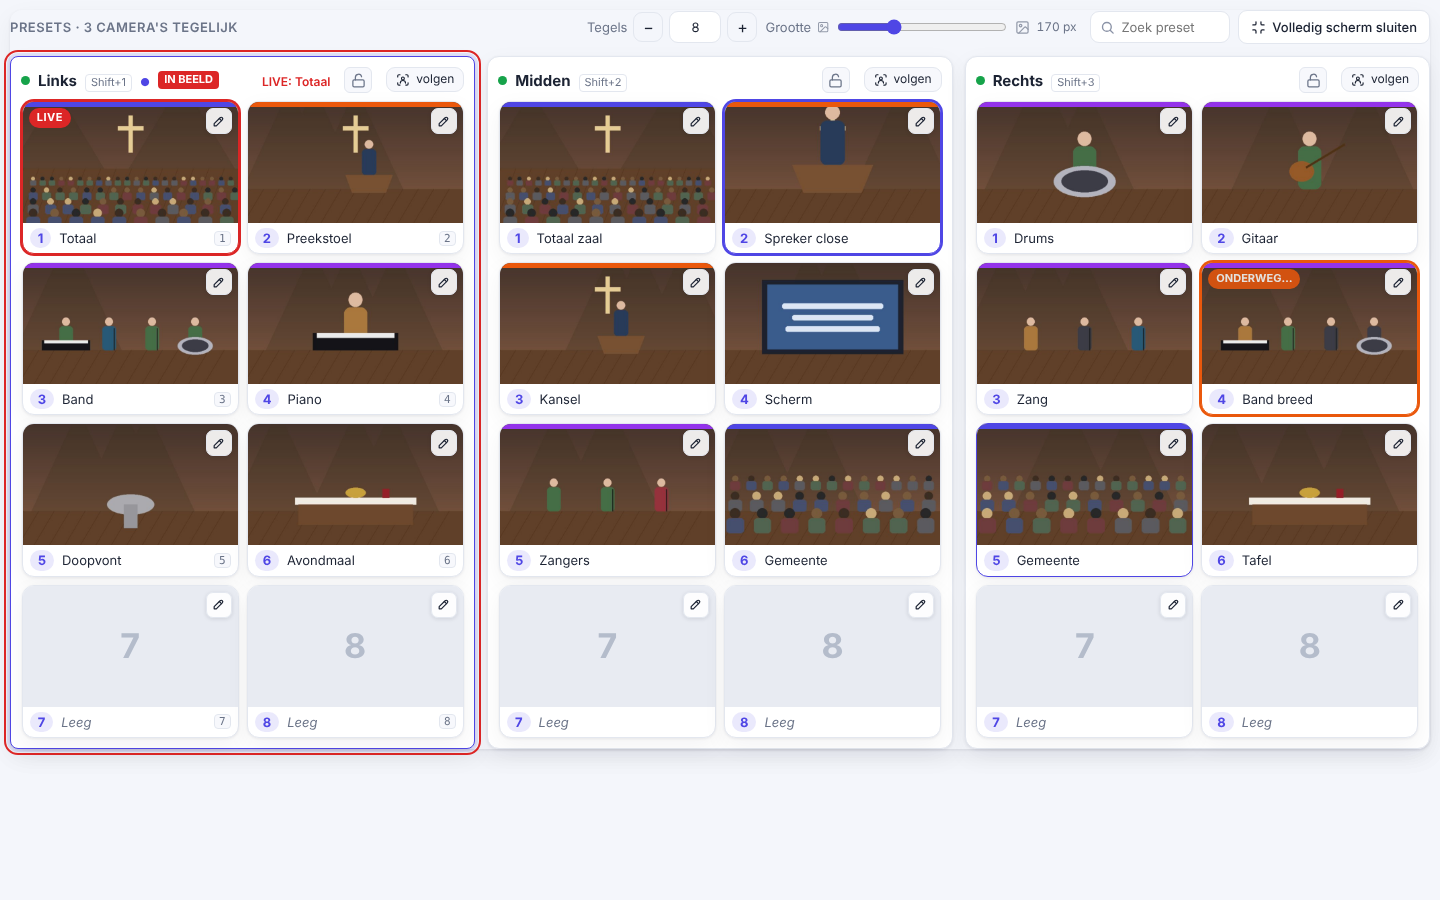 PRESETS · 3 CAMERA'S TEGELIJK
Tegels − 8 + Grootte 170 px Zoek preset Volledig scherm sluiten
Links Shift+1 IN BEELD LIVE: Totaal volgen
LIVE
1 Totaal 1
2 Preekstoel 2
3 Band 3
4 Piano 4
5 Doopvont 5
6 Avondmaal 6
7
8
7 Leeg 7
8 Leeg 8
Midden Shift+2 volgen
1 Totaal zaal
2 Spreker close
3 Kansel
4 Scherm
5 Zangers
6 Gemeente
7
8
7 Leeg
8 Leeg
Rechts Shift+3 volgen
1 Drums
2 Gitaar
ONDERWEG...
3 Zang
4 Band breed
5 Gemeente
6 Tafel
7
8
7 Leeg
8 Leeg